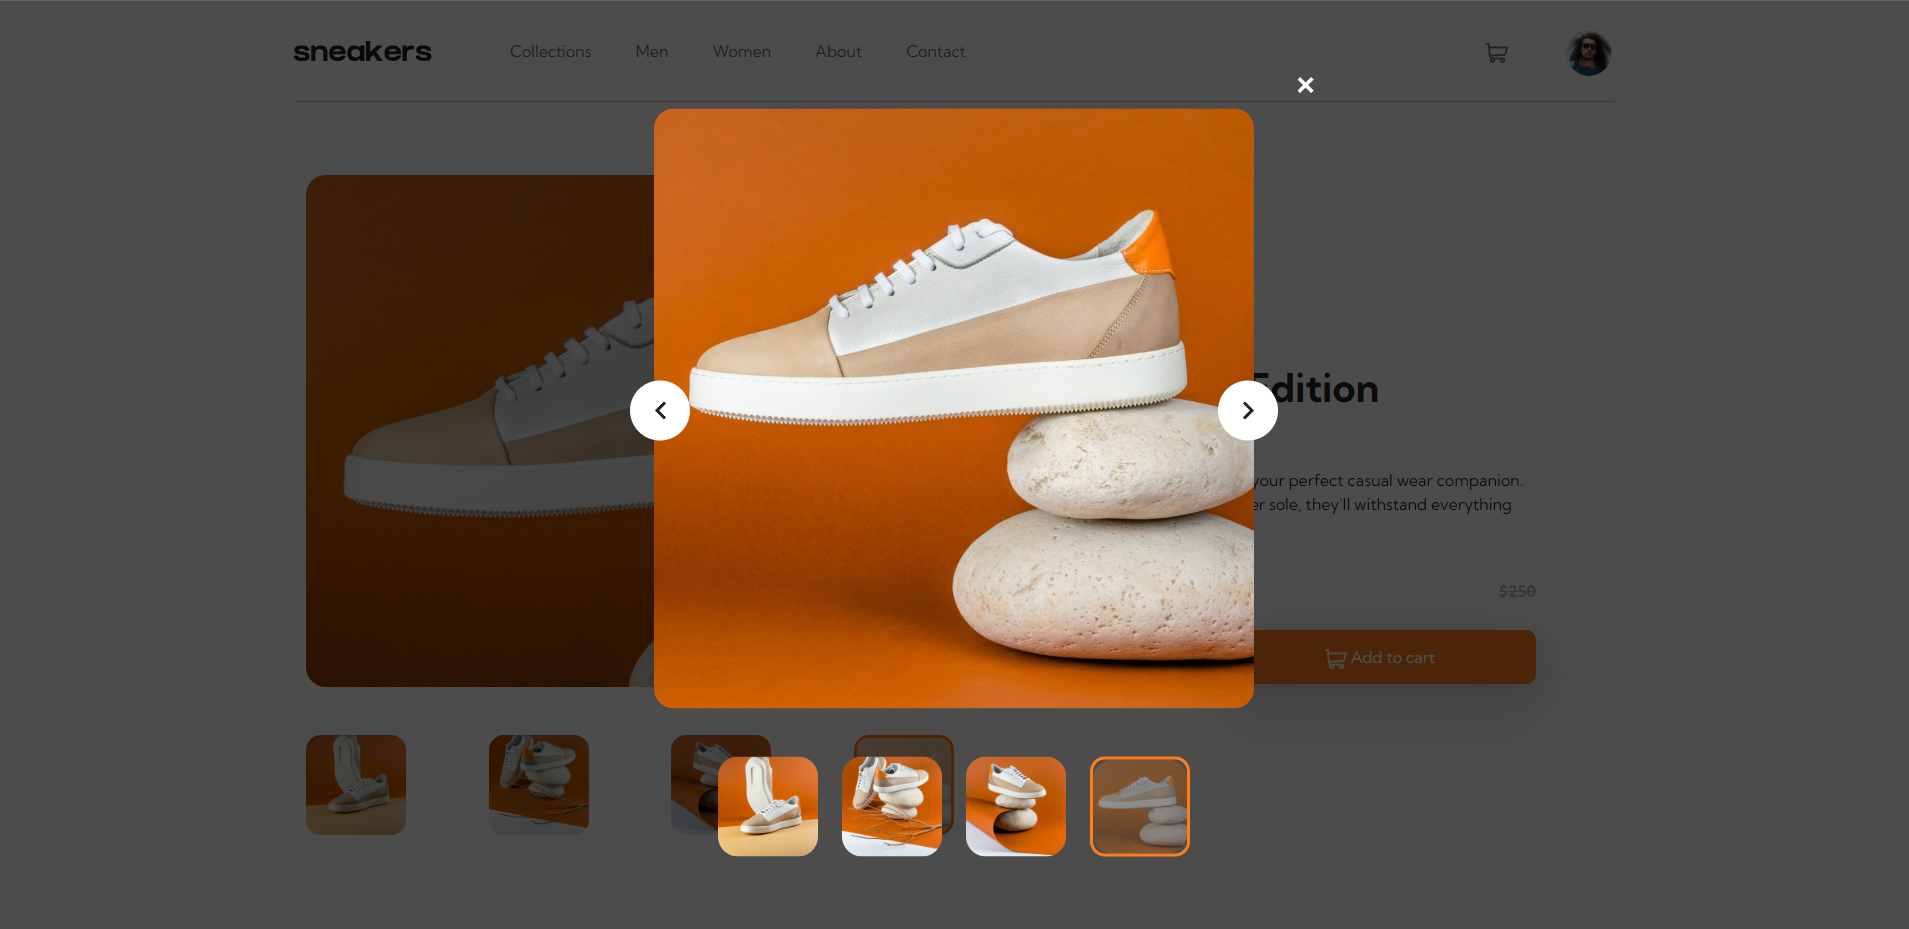 sneakers
Collections
Men
Women
About
Contact
Edition
your perfect casual wear companion.
er sole, they'll withstand everything
$250
Add to cart